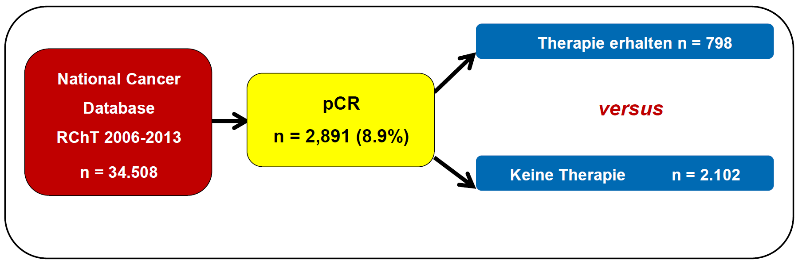 National Cancer
Database
RChT 2006-2013
n = 34.508
pCR
n = 2,891 (8.9%)
Therapie erhalten n = 798
versus
Keine Therapie n = 2.102